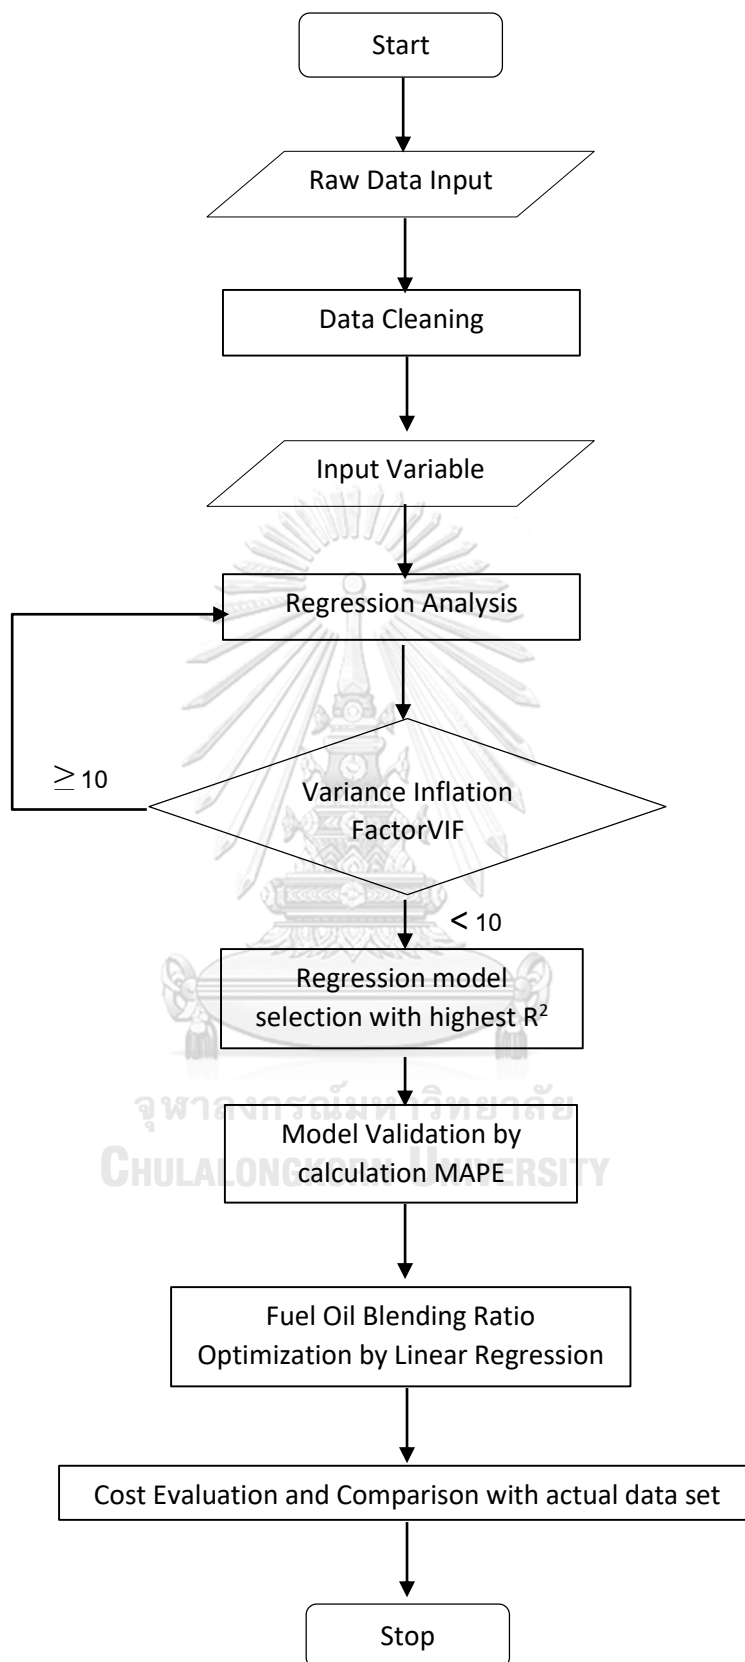 Start
Raw Data Input
Data Cleaning
Input Variable
Regression Analysis
≥ 10
Variance Inflation
FactorVIF
< 10
Regression model
selection with highest R²
จุฬาลงกรณ์มหาวิทยาลัย
CHULALONGKORN UNIVERSITY
Model Validation by
calculation MAPE
Fuel Oil Blending Ratio
Optimization by Linear Regression
Cost Evaluation and Comparison with actual data set
Stop